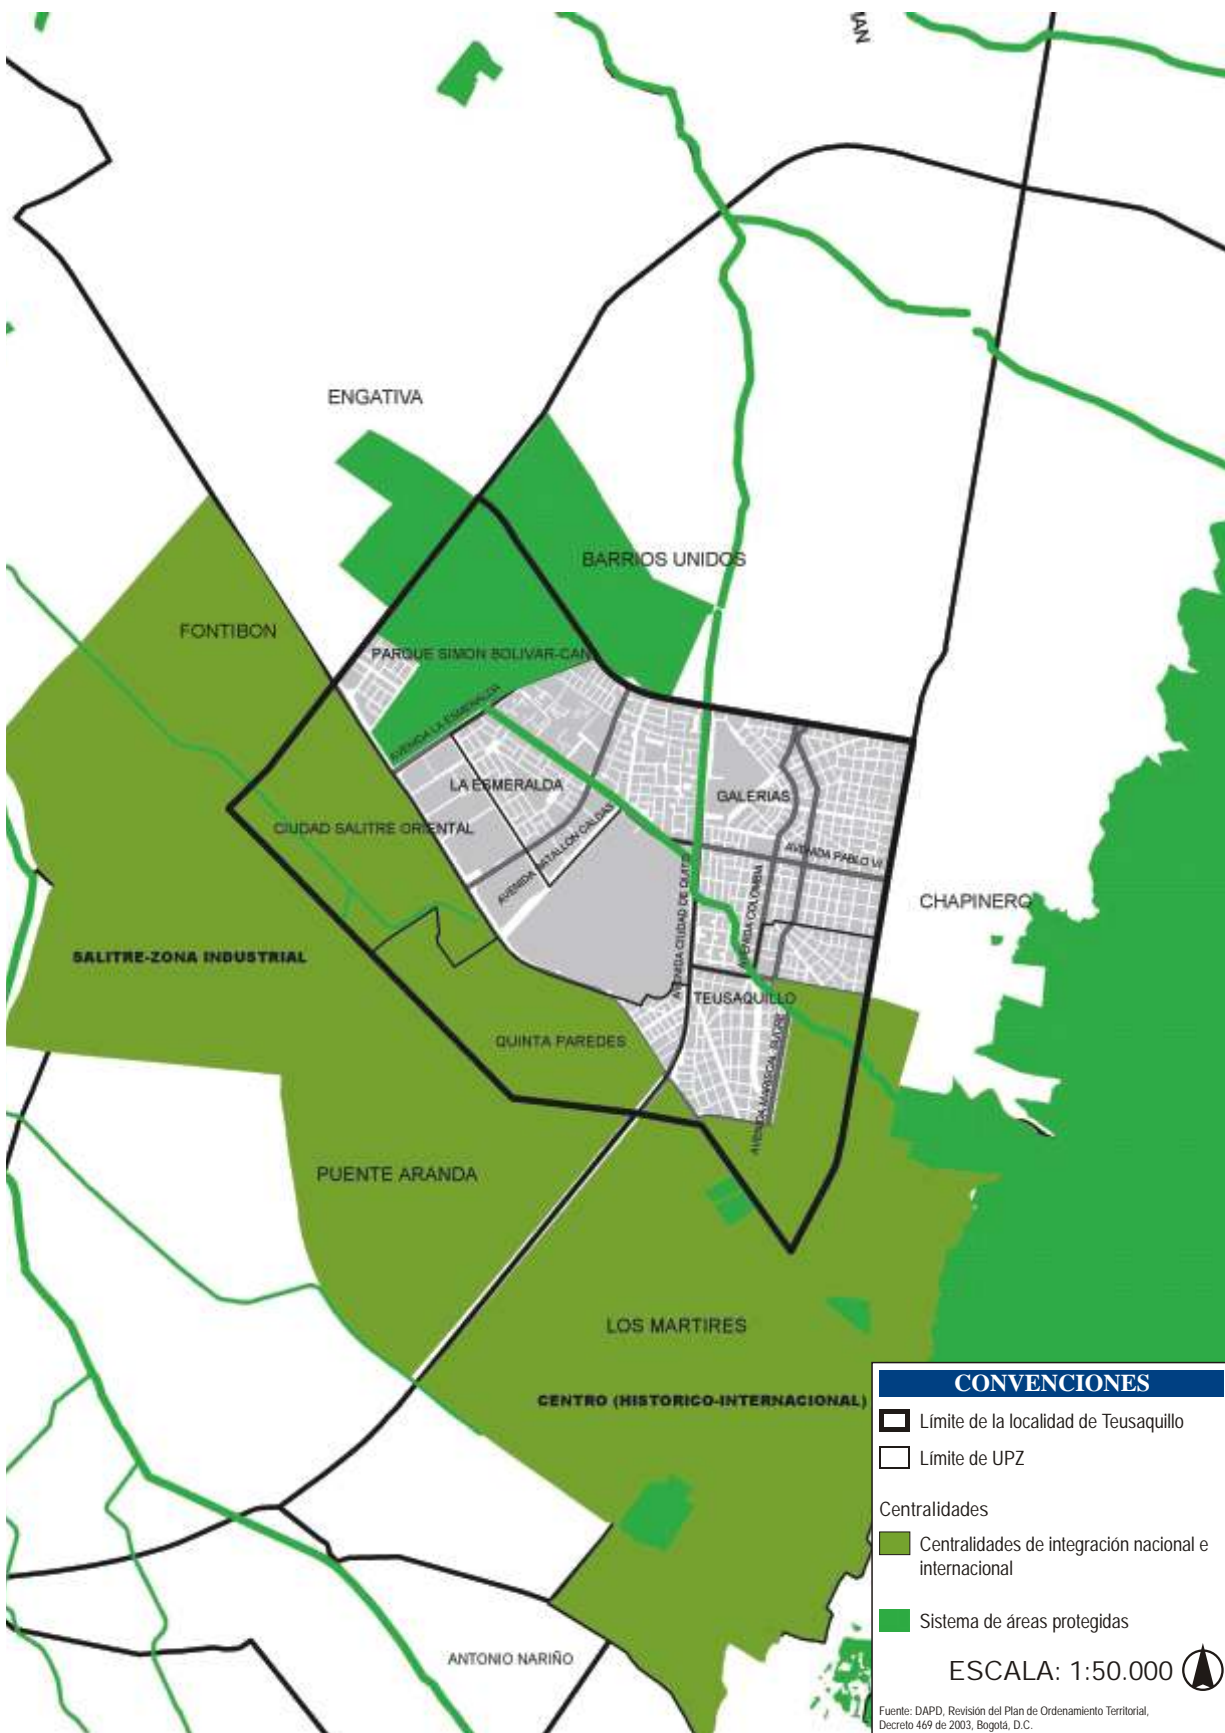 MAN
ENGATIVA
BARRIOS UNIDOS
FONTIBON
PARQUE SIMON BOLIVAR-CAN
AVENIDA LA ESMERALDA
LA ESMERALDA
GALERIAS
CIUDAD SALITRE ORIENTAL
AVENIDA BATALLON CALDAS
AVENIDA PABLO VI
AVENIDA CIUDAD DE QUITO
AVENIDA COLOMBIA
CHAPINERO
SALITRE-ZONA INDUSTRIAL
TEUSAQUILLO
QUINTA PAREDES
AVENIDA MARISCAL SUCRE
PUENTE ARANDA
LOS MARTIRES
CENTRO (HISTORICO-INTERNACIONAL)
ANTONIO NARIÑO
CONVENCIONES
Límite de la localidad de Teusaquillo
Límite de UPZ
Centralidades
Centralidades de integración nacional e
internacional
Sistema de áreas protegidas
ESCALA: 1:50.000
Fuente: DAPD, Revisión del Plan de Ordenamiento Territorial,
Decreto 469 de 2003, Bogotá, D.C.